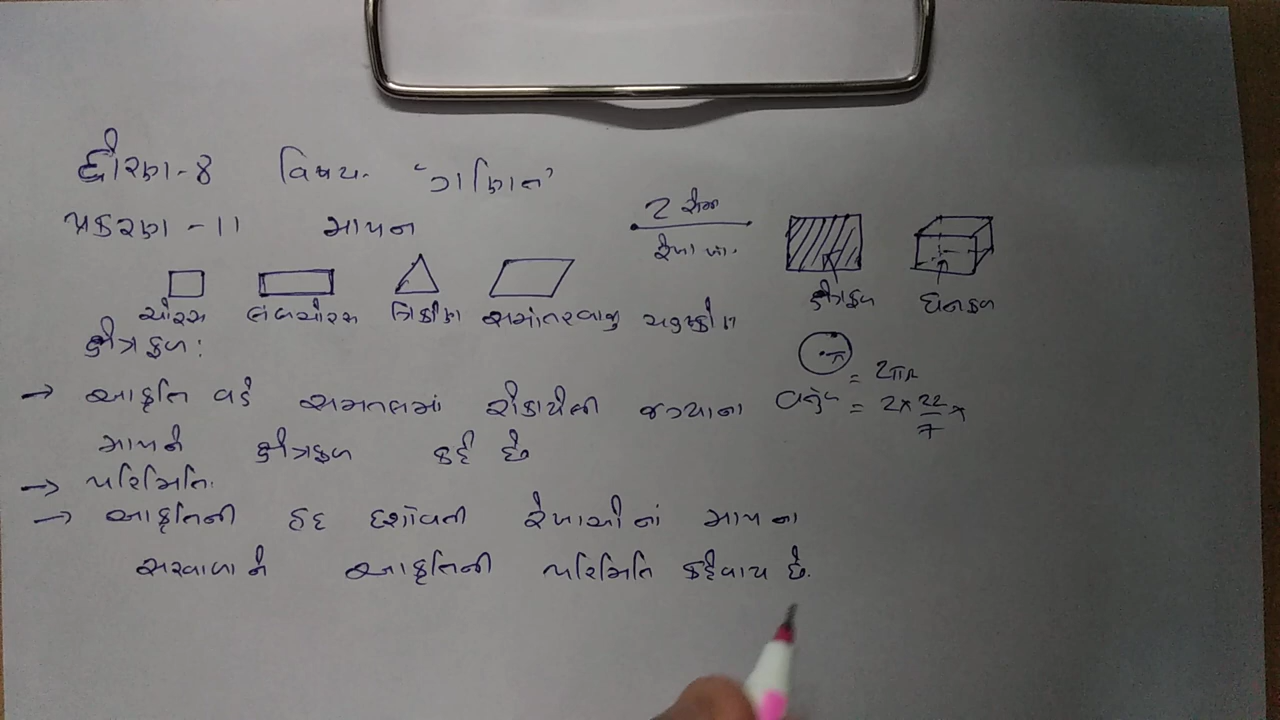 ધોરણ-8 વિષય- 'ગણિત'
પ્રકરણ-11 માપન
2 સેમ
રેખા ખં.
ક્ષેત્રફળ ઘનફળ
ચોરસ લંબચોરસ ત્રિકોણ સમાંતરબાજુ ચતુષ્કોણ
ક્ષેત્રફળ:
= 2πr
વર્તુળ = 2 × 22/7 ×
→ આકૃતિ વડે સમતલમાં રોકાયેલી જગ્યાના
માપને ક્ષેત્રફળ કહે છે
→ પરિમિતિ.
→ આકૃતિની હદ દર્શાવતી રેખાઓનાં માપના
સરવાળાને આકૃતિની પરિમિતિ કહેવાય છે.